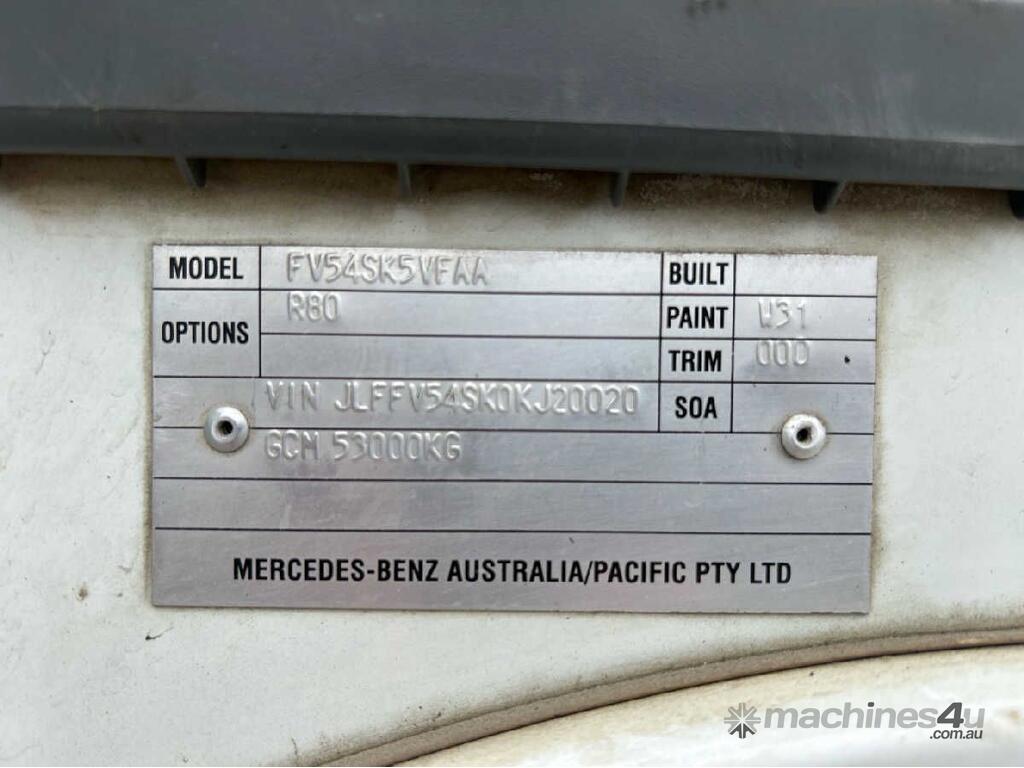 MODEL FV54SK5VFAA BUILT
OPTIONS R80 PAINT W31
TRIM 000
VIN JLFFV54SK0KJ20020 SOA
GCM 53000KG
MERCEDES-BENZ AUSTRALIA/PACIFIC PTY LTD
machines4u
.com.au